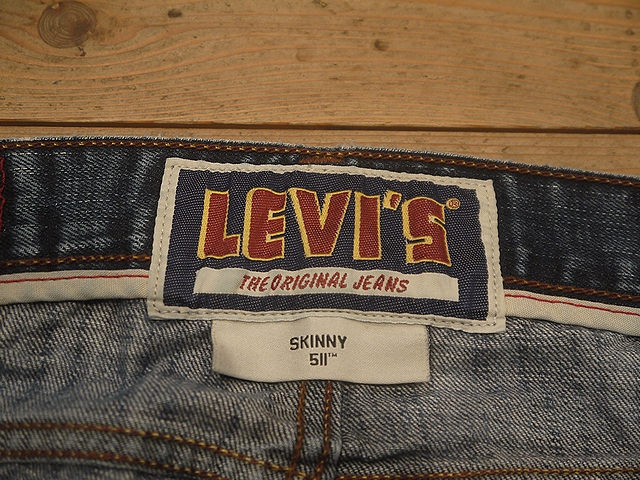 LEVI'S®
THE ORIGINAL JEANS
SKINNY
511™